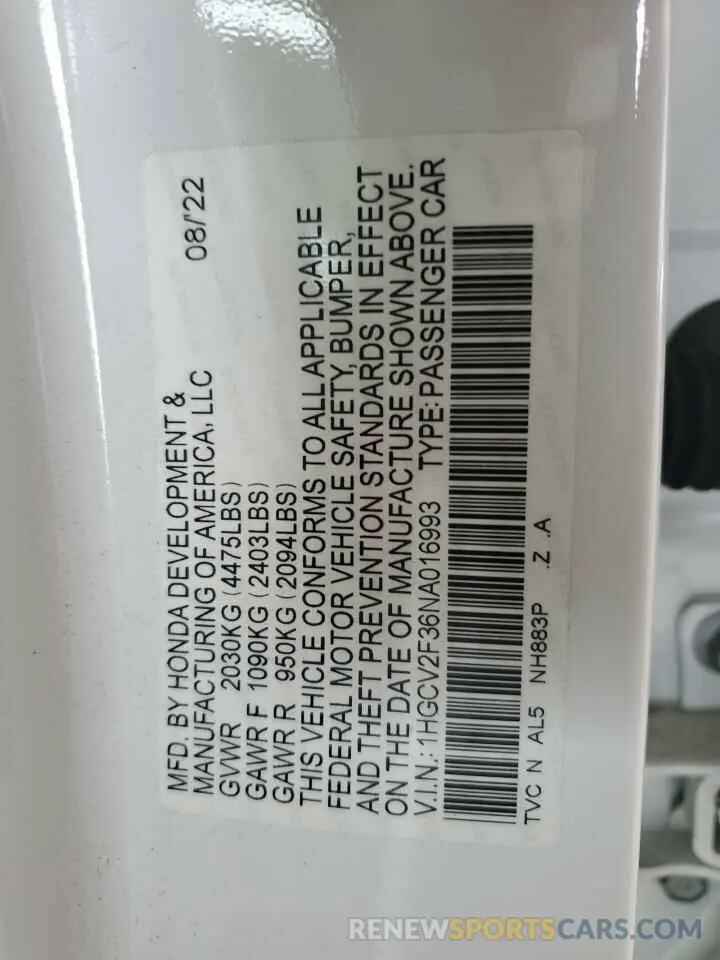 MFD. BY HONDA DEVELOPMENT &
MANUFACTURING OF AMERICA, LLC 08/'22
GVWR 2030KG (4475LBS)
GAWR F 1090KG (2403LBS)
GAWR R 950KG (2094LBS)
THIS VEHICLE CONFORMS TO ALL APPLICABLE
FEDERAL MOTOR VEHICLE SAFETY, BUMPER,
AND THEFT PREVENTION STANDARDS IN EFFECT
ON THE DATE OF MANUFACTURE SHOWN ABOVE.
V.I.N.: 1HGCV2F36NA016993 TYPE: PASSENGER CAR
TVC N AL5 NH883P .Z .A
RENEWSPORTSCARS.COM